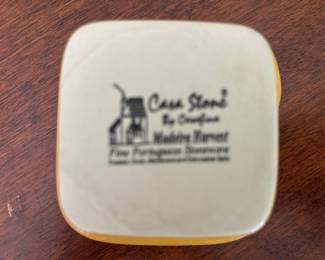 Casa Stone®
By Casafina
Madeira Harvest
Fine Portuguese Stoneware